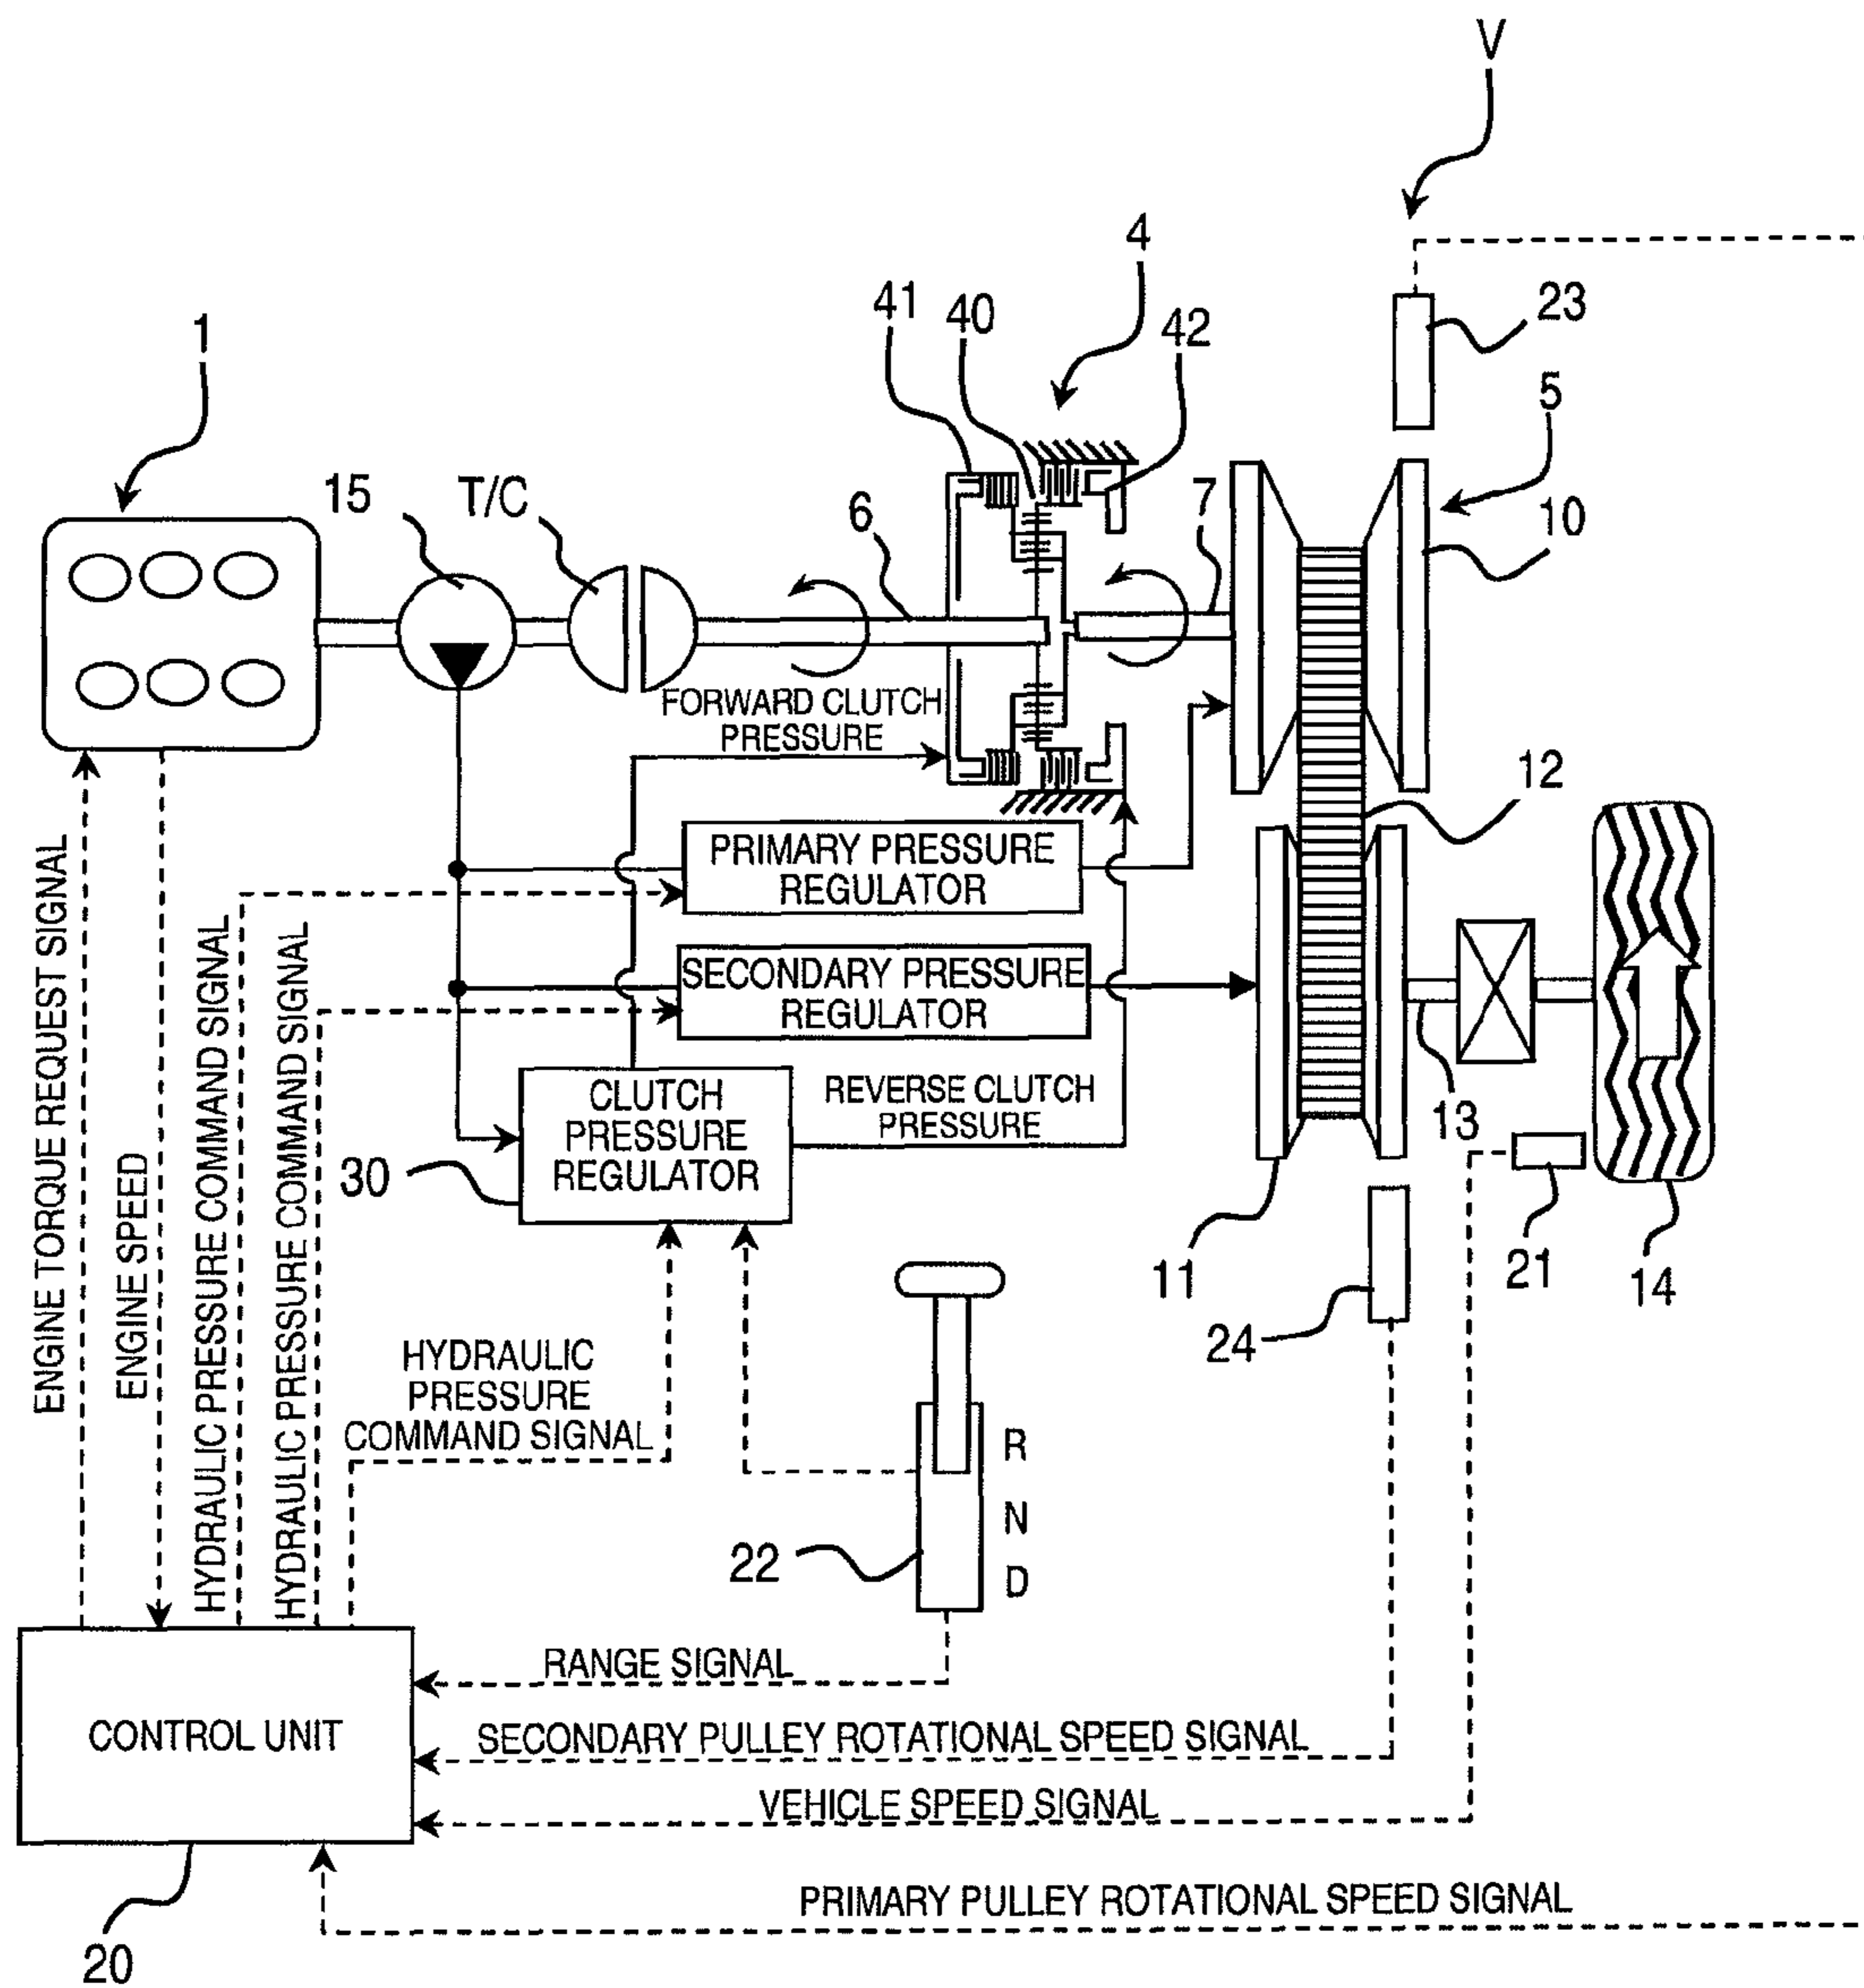 V
4
41
40
42
23
1
5
15
T/C
6
7
10
FORWARD CLUTCH
PRESSURE
12
PRIMARY PRESSURE
REGULATOR
SECONDARY PRESSURE
REGULATOR
CLUTCH
PRESSURE
REGULATOR
REVERSE CLUTCH
PRESSURE
13
30
11
21
14
24
ENGINE TORQUE REQUEST SIGNAL
ENGINE SPEED
HYDRAULIC PRESSURE COMMAND SIGNAL
HYDRAULIC PRESSURE COMMAND SIGNAL
HYDRAULIC
PRESSURE
COMMAND SIGNAL
R
N
D
22
RANGE SIGNAL
CONTROL UNIT
SECONDARY PULLEY ROTATIONAL SPEED SIGNAL
VEHICLE SPEED SIGNAL
PRIMARY PULLEY ROTATIONAL SPEED SIGNAL
20